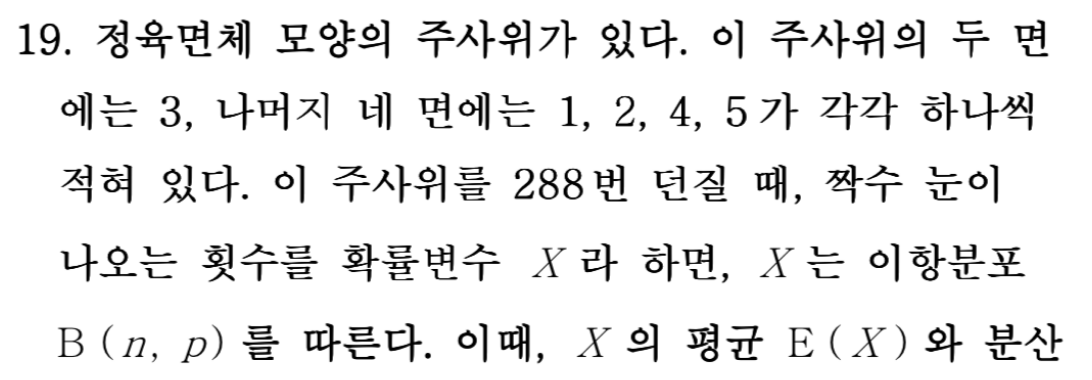 19. 정육면체 모양의 주사위가 있다. 이 주사위의 두 면
에는 3, 나머지 네 면에는 1, 2, 4, 5가 각각 하나씩
적혀 있다. 이 주사위를 288번 던질 때, 짝수 눈이
나오는 횟수를 확률변수 X라 하면, X는 이항분포
B(n, p)를 따른다. 이때, X의 평균 E(X)와 분산